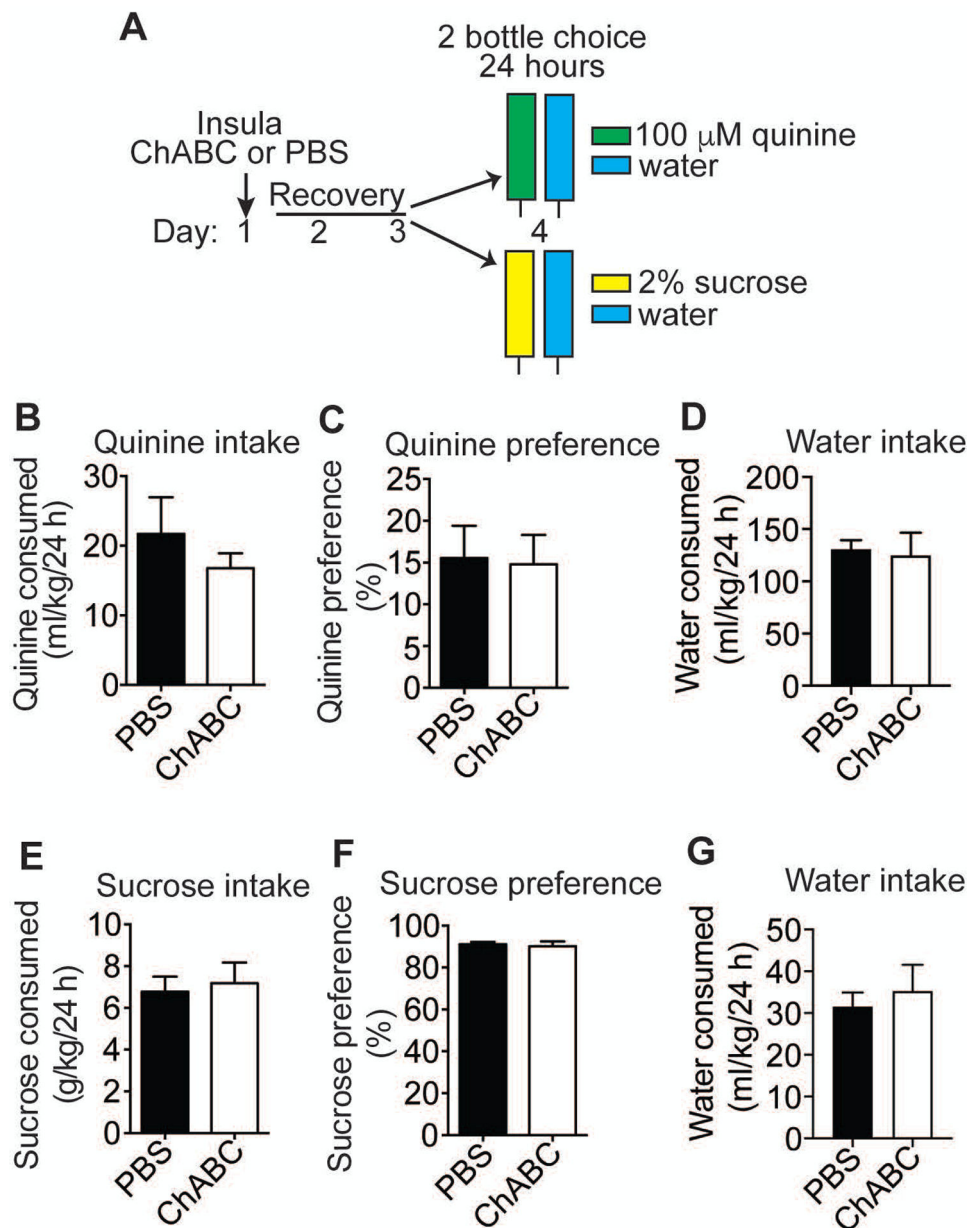 A
2 bottle choice
24 hours
Insula
ChABC or PBS
Recovery
Day: 1 2 3 4
100 μM quinine
water
2% sucrose
water
B
Quinine intake
Quinine consumed
(ml/kg/24 h)
30
20
10
0
PBS
ChABC
C
Quinine preference
Quinine preference
(%)
25
20
15
10
5
0
PBS
ChABC
D
Water intake
Water consumed
(ml/kg/24 h)
200
150
100
50
0
PBS
ChABC
E
Sucrose intake
Sucrose consumed
(g/kg/24 h)
10
8
6
4
2
0
PBS
ChABC
F
Sucrose preference
Sucrose preference
(%)
100
80
60
40
20
0
PBS
ChABC
G
Water intake
Water consumed
(ml/kg/24 h)
50
40
30
20
10
0
PBS
ChABC